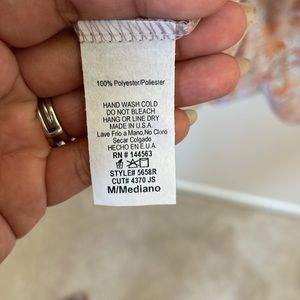 100% Polyester/Poliester
HAND WASH COLD
DO NOT BLEACH
HANG OR LINE DRY
MADE IN U.S.A.
Lave Frio a Mano,No Cloro
Secar Colgado
HECHO EN E.U.A.
RN # 144563
STYLE# 5658R
CUT# 4370 JS
M/Mediano